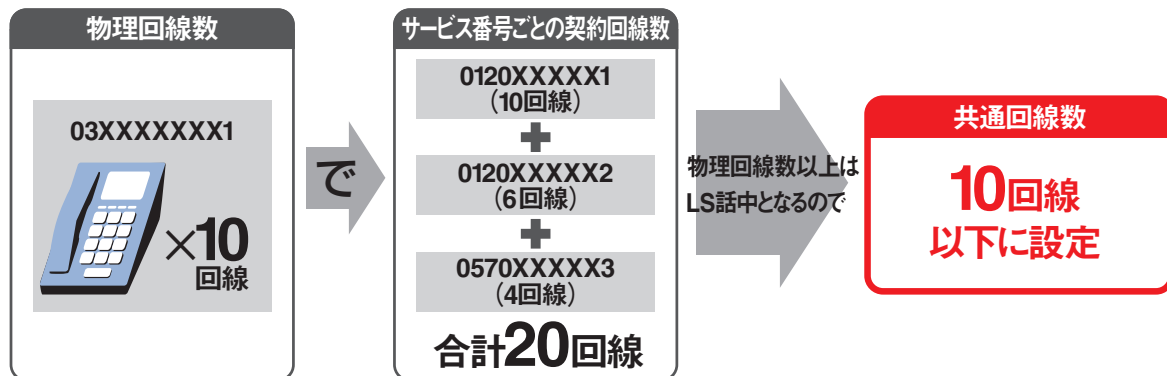 物理回線数
03XXXXXXX1
×10
回線
で
サービス番号ごとの契約回線数
0120XXXXX1
(10回線)
+
0120XXXXX2
(6回線)
+
0570XXXXX3
(4回線)
合計20回線
物理回線数以上は
LS話中となるので
共通回線数
10回線
以下に設定